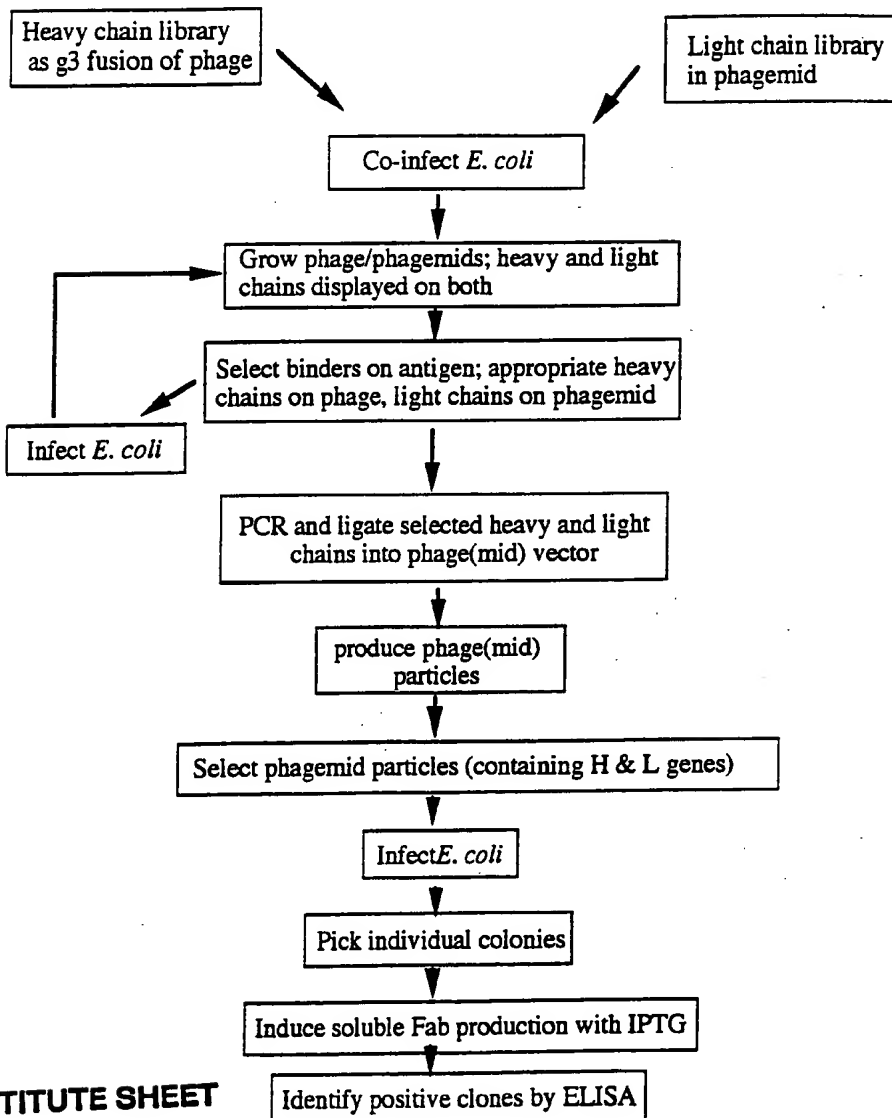 Heavy chain library
as g3 fusion of phage
Light chain library
in phagemid
Co-infect E. coli
Grow phage/phagemids; heavy and light
chains displayed on both
Select binders on antigen; appropriate heavy
chains on phage, light chains on phagemid
Infect E. coli
PCR and ligate selected heavy and light
chains into phage(mid) vector
produce phage(mid)
particles
Select phagemid particles (containing H & L genes)
InfectE. coli
Pick individual colonies
Induce soluble Fab production with IPTG
TITUTE SHEET
Identify positive clones by ELISA